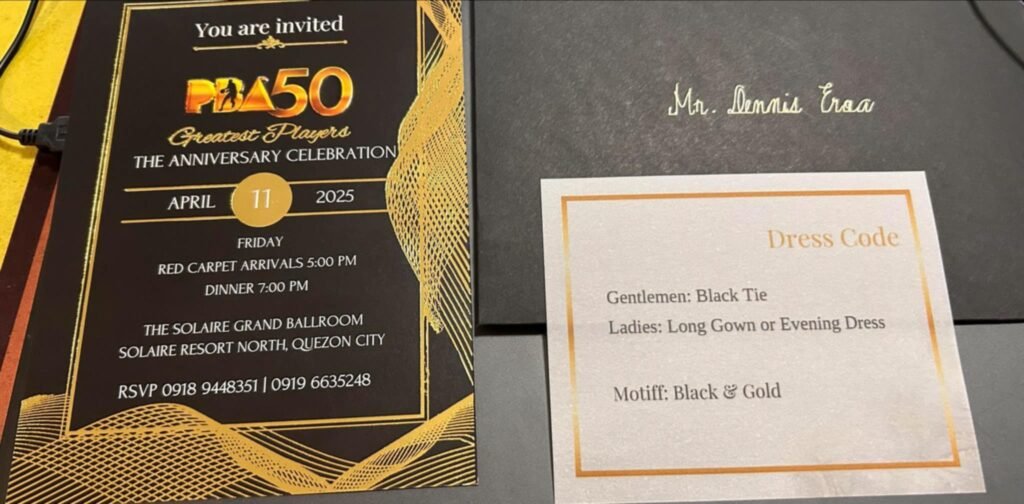 You are invited
PBA50
Greatest Players
THE ANNIVERSARY CELEBRATION
APRIL 11 2025
FRIDAY
RED CARPET ARRIVALS 5:00 PM
DINNER 7:00 PM
THE SOLAIRE GRAND BALLROOM
SOLAIRE RESORT NORTH, QUEZON CITY
RSVP 0918 9448351 | 0919 6635248
Mr. Dennis Eroa
Dress Code
Gentlemen: Black Tie
Ladies: Long Gown or Evening Dress
Motiff: Black & Gold